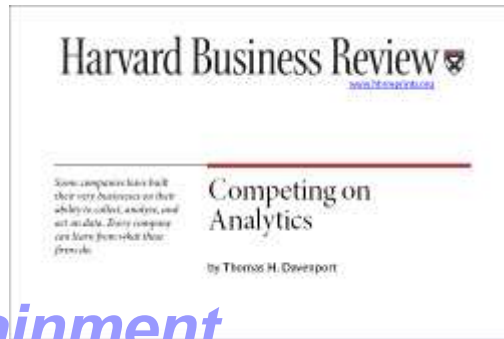 Harvard Business Review
www.hbrreprints.org
Some companies have built
their very businesses on their
ability to collect, analyze, and
act on data. Every company
can learn from what these
firms do.
Competing on
Analytics
by Thomas H. Davenport
ainment